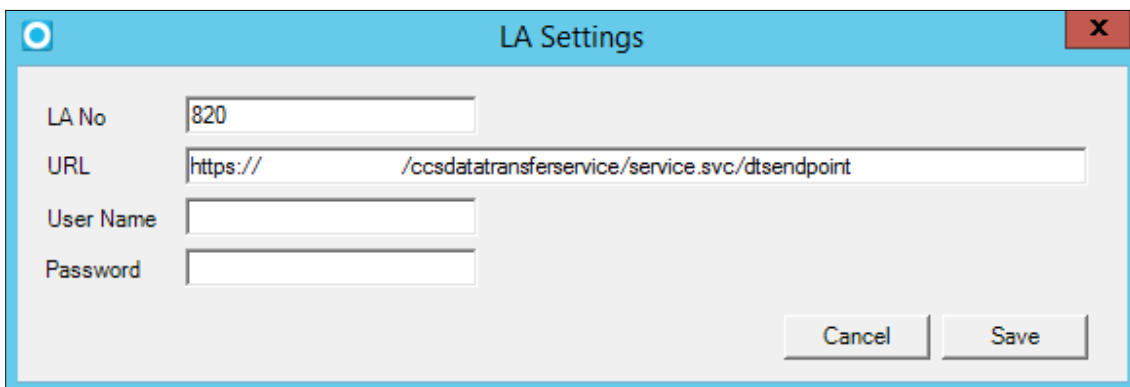 LA Settings
x
LA No 820
URL https:// /ccsdatatransferservice/service.svc/dtsendpoint
User Name
Password
Cancel Save